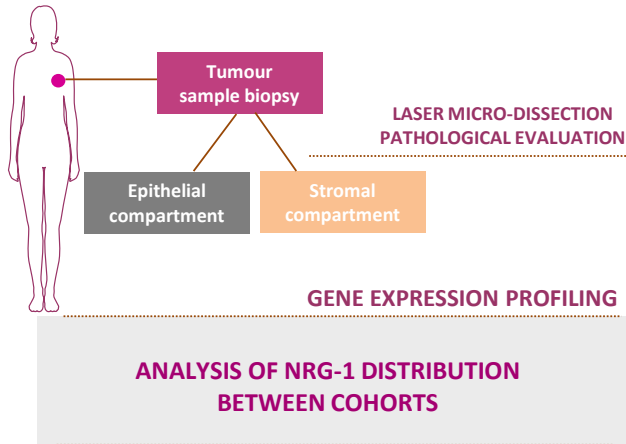 Tumour
sample biopsy
LASER MICRO-DISSECTION
PATHOLOGICAL EVALUATION
Epithelial
compartment
Stromal
compartment
GENE EXPRESSION PROFILING
ANALYSIS OF NRG-1 DISTRIBUTION
BETWEEN COHORTS